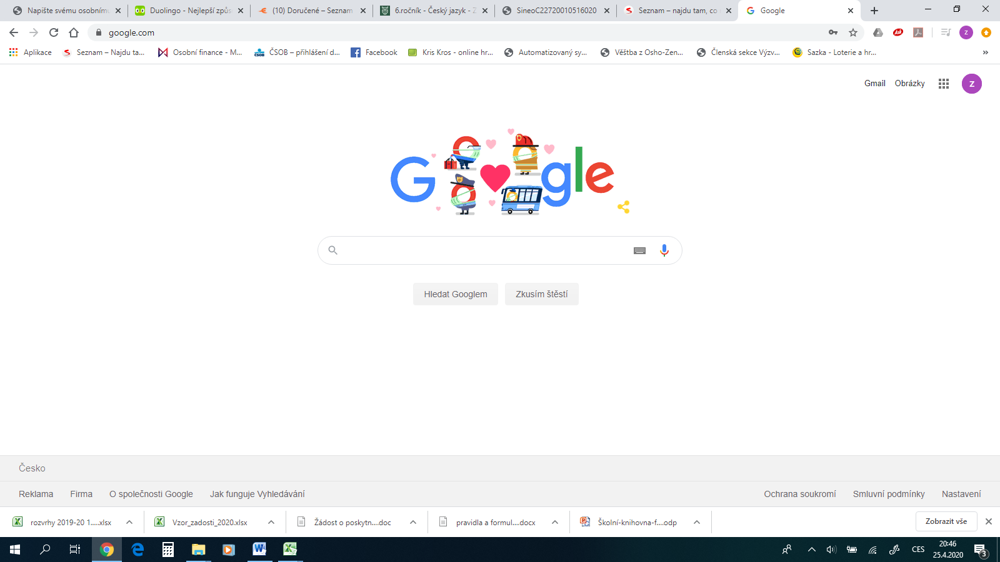 Napište svému osobnímu
Duolingo - Nejlepší způs
(10) Doručené – Seznam
6.ročník - Český jazyk - Z
SineoC22720010516020
Seznam – najdu tam, co
Google
google.com
Aplikace
Seznam – Najdu ta...
Osobní finance - M...
ČSOB – přihlášení d...
Facebook
Kris Kros - online hr...
Automatizovaný sy...
Věštba z Osho-Zen...
Členská sekce Výzv...
Sazka - Loterie a hr...
»
Gmail
Obrázky
z
Google
Hledat Googlem
Zkusím štěstí
Česko
Reklama
Firma
O společnosti Google
Jak funguje Vyhledávání
Ochrana soukromí
Smluvní podmínky
Nastavení
rozvrhy 2019-20 1.....xlsx
Vzor_zadosti_2020.xlsx
Žádost o poskytn....doc
pravidla a formul....docx
Školní-knihovna-f....odp
Zobrazit vše
CES
20:46
25.4.2020
3